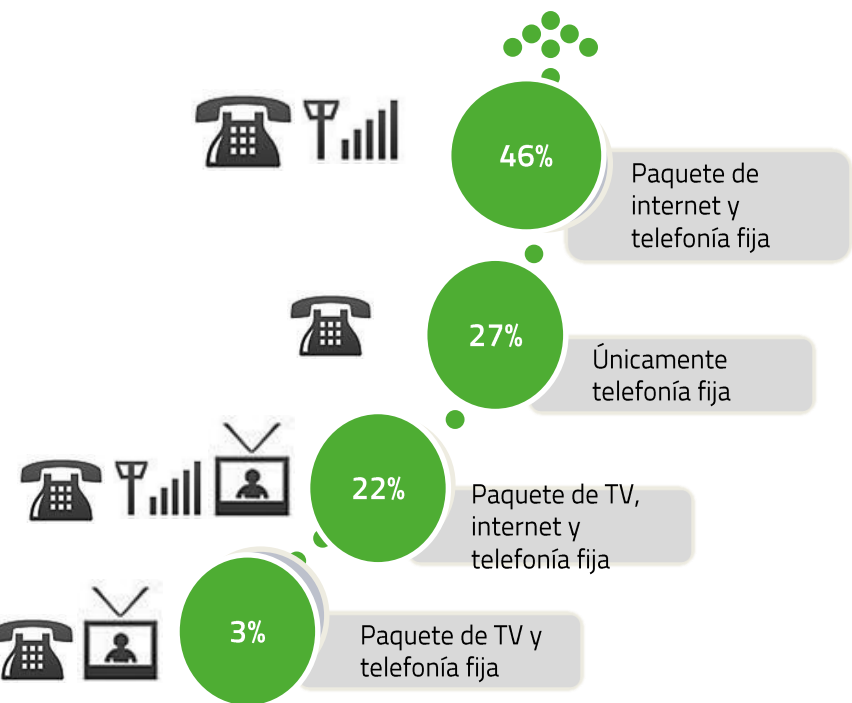 46%
Paquete de
internet y
telefonía fija
27%
Únicamente
telefonía fija
22%
Paquete de TV,
internet y
telefonía fija
3%
Paquete de TV y
telefonía fija